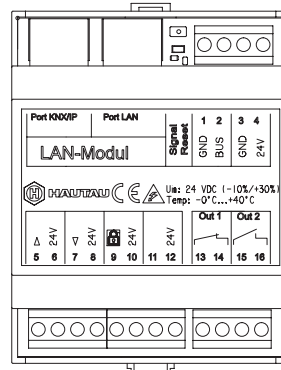 Port KNX/IP Port LAN
Signal
Reset
1 2 3 4
GND BUS GND 24V
LAN-Modul
HAUTAU CE Um: 24 VDC (-10%/+30%)
Temp: -0°C...+40°C
Out 1 Out 2
△ 24V ▽ 24V 24V 24V
5 6 7 8 9 10 11 12 13 14 15 16